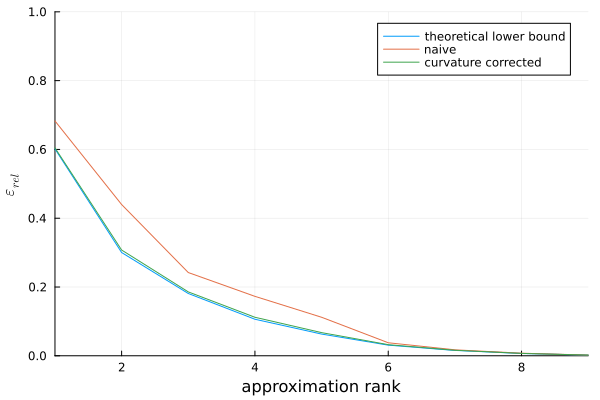 1.0
theoretical lower bound
naive
curvature corrected
0.8
0.6
ε_rel
0.4
0.2
0.0
2 4 6 8
approximation rank